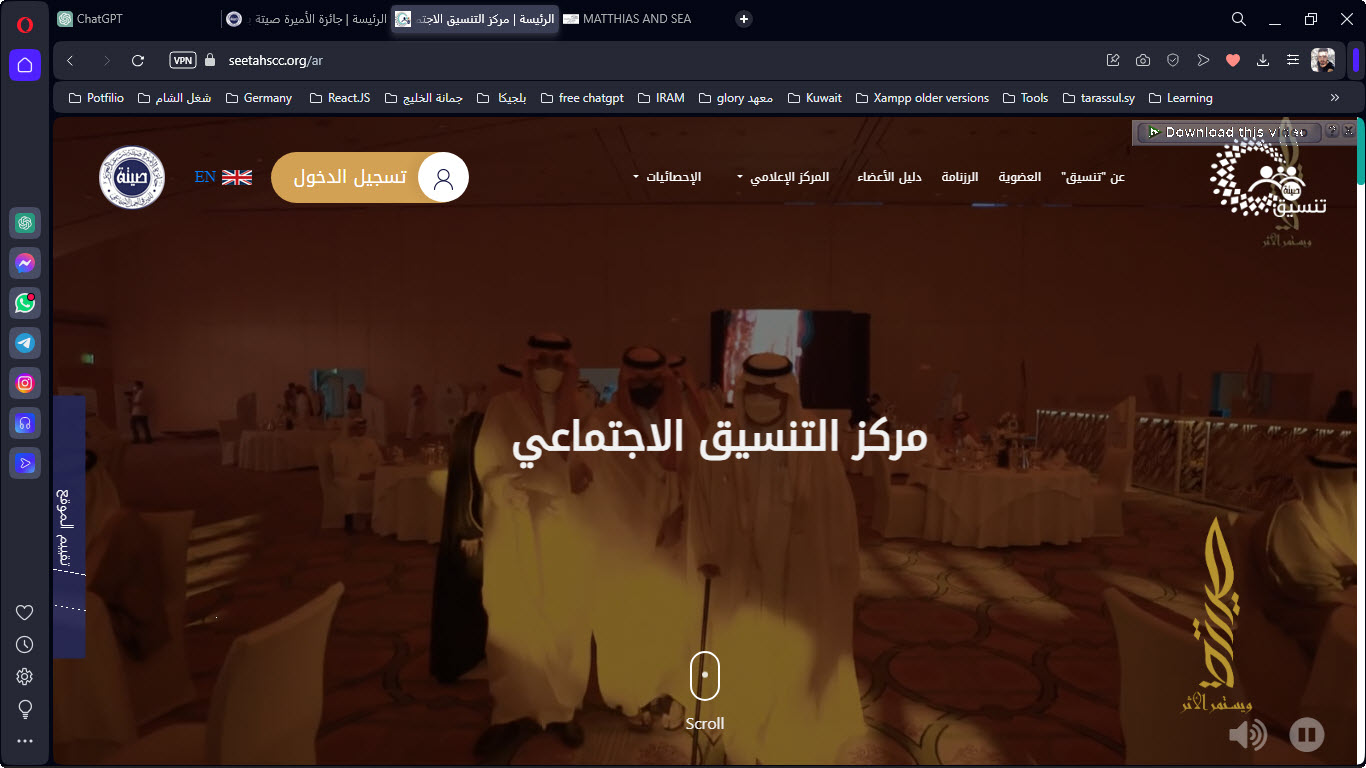 ChatGPT
الرئيسة | جائزة الأميرة صيتة
الرئيسة | مركز التنسيق الاجتم
MATTHIAS AND SEA
VPN
seetahscc.org/ar
Potfilio
شغل الشام
Germany
React.JS
جمانة الخليج
بلجيكا
free chatgpt
IRAM
معهد glory
Kuwait
Xampp older versions
Tools
tarassul.sy
Learning
Download this video
صيتة
EN
تسجيل الدخول
عن "تنسيق"
العضوية
الرزنامة
دليل الأعضاء
المركز الإعلامي
الإحصائيات
صيتة
تنسيق
ويستمر الأثر
مركز التنسيق الاجتماعي
تقييم الموقع
ويستمر الأثر
Scroll